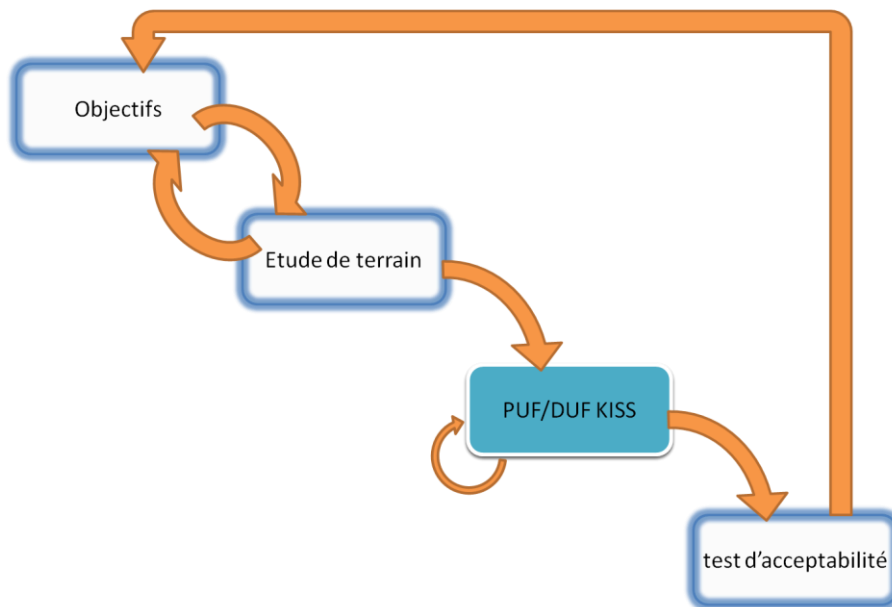 Objectifs
Etude de terrain
PUF/DUF KISS
test d'acceptabilité